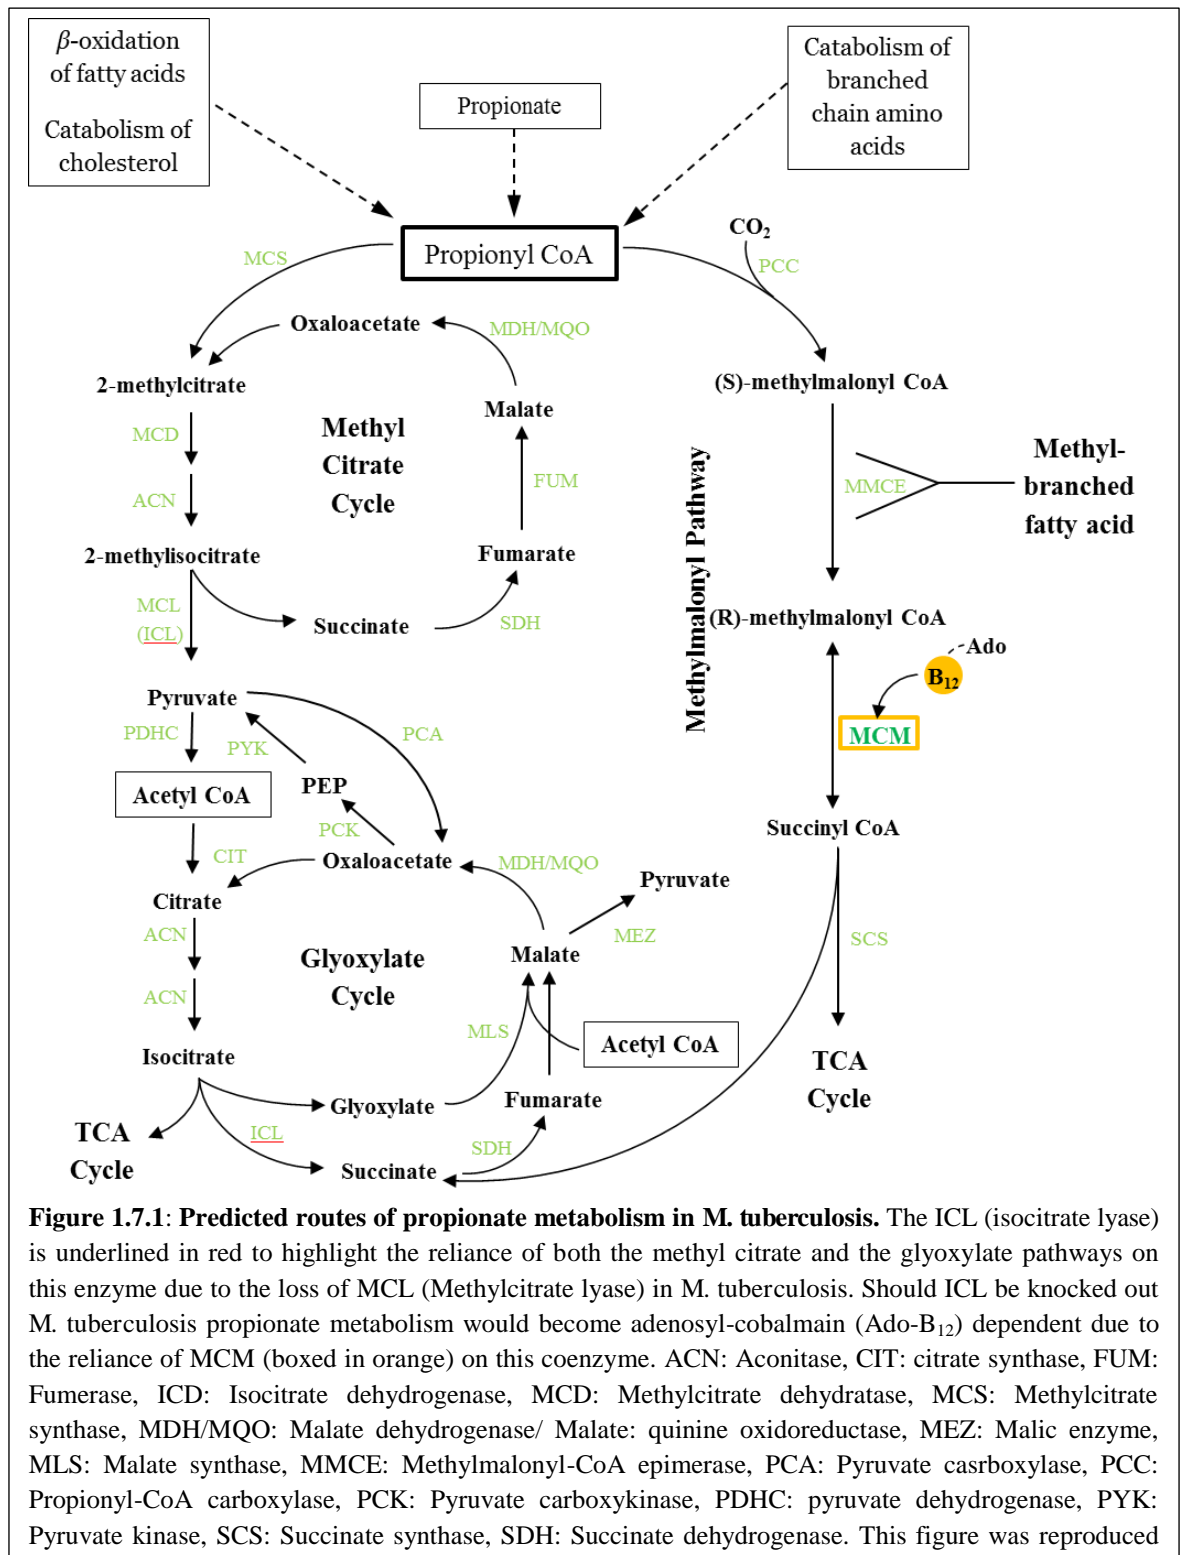 β-oxidation
of fatty acids
Catabolism of
cholesterol
Propionate
Catabolism of
branched
chain amino
acids
Propionyl CoA
CO₂
MCS
PCC
Oxaloacetate
MDH/MQO
2-methylcitrate
(S)-methylmalonyl CoA
Malate
MCD
Methyl
Citrate
Cycle
FUM
ACN
MMCE
Methyl-
branched
fatty acid
Methylmalonyl Pathway
2-methylisocitrate
Fumarate
MCL
(ICL)
Succinate
SDH
(R)-methylmalonyl CoA
Ado
B₁₂
MCM
Pyruvate
PDHC
PYK
PCA
Acetyl CoA
PEP
PCK
Succinyl CoA
CIT
Oxaloacetate
MDH/MQO
Pyruvate
Citrate
ACN
MEZ
SCS
Glyoxylate
Cycle
Malate
ACN
MLS
Acetyl CoA
Isocitrate
TCA
Cycle
Glyoxylate
Fumarate
TCA
Cycle
ICL
SDH
Succinate
Figure 1.7.1: Predicted routes of propionate metabolism in M. tuberculosis. The ICL (isocitrate lyase)
is underlined in red to highlight the reliance of both the methyl citrate and the glyoxylate pathways on
this enzyme due to the loss of MCL (Methylcitrate lyase) in M. tuberculosis. Should ICL be knocked out
M. tuberculosis propionate metabolism would become adenosyl-cobalmain (Ado-B₁₂) dependent due to
the reliance of MCM (boxed in orange) on this coenzyme. ACN: Aconitase, CIT: citrate synthase, FUM:
Fumerase, ICD: Isocitrate dehydrogenase, MCD: Methylcitrate dehydratase, MCS: Methylcitrate
synthase, MDH/MQO: Malate dehydrogenase/ Malate: quinine oxidoreductase, MEZ: Malic enzyme,
MLS: Malate synthase, MMCE: Methylmalonyl-CoA epimerase, PCA: Pyruvate casrboxylase, PCC:
Propionyl-CoA carboxylase, PCK: Pyruvate carboxykinase, PDHC: pyruvate dehydrogenase, PYK:
Pyruvate kinase, SCS: Succinate synthase, SDH: Succinate dehydrogenase. This figure was reproduced